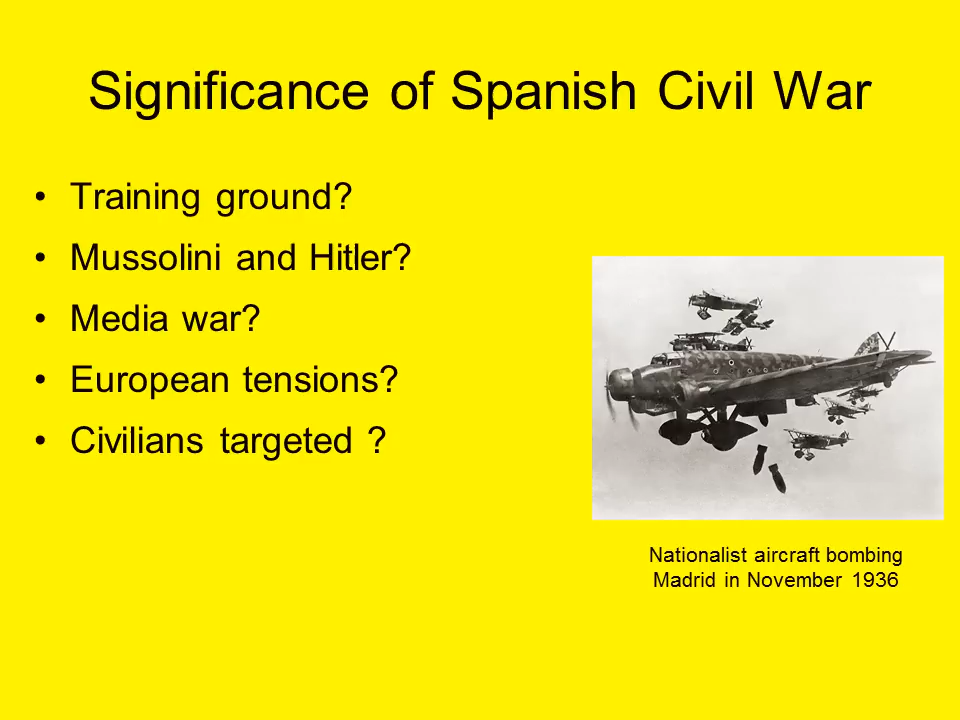 Significance of Spanish Civil War
• Training ground?
• Mussolini and Hitler?
• Media war?
• European tensions?
• Civilians targeted ?
Nationalist aircraft bombing
Madrid in November 1936